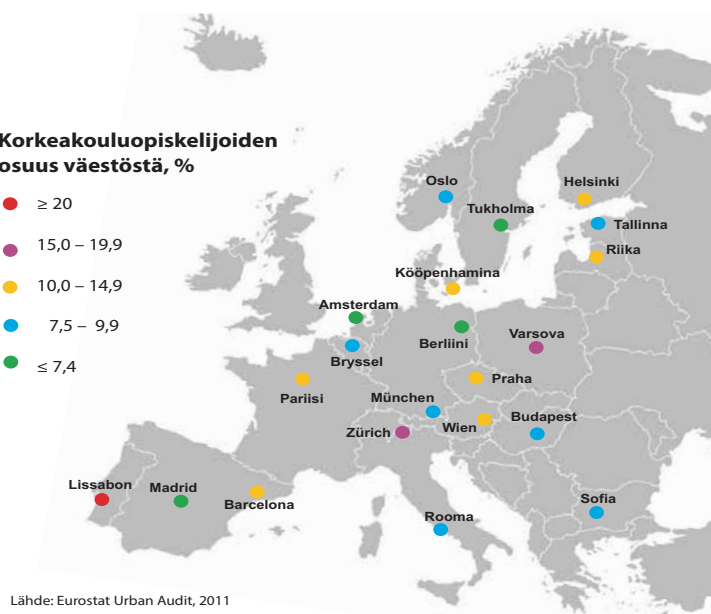 Korkeakouluopiskelijoiden
osuus väestöstä, %
≥ 20
15,0 – 19,9
10,0 – 14,9
7,5 – 9,9
≤ 7,4
Oslo
Helsinki
Tukholma
Tallinna
Riika
Kööpenhamina
Amsterdam
Berliini
Varsova
Bryssel
Praha
Pariisi
München
Wien
Budapest
Zürich
Lissabon
Madrid
Barcelona
Sofia
Rooma
Lähde: Eurostat Urban Audit, 2011